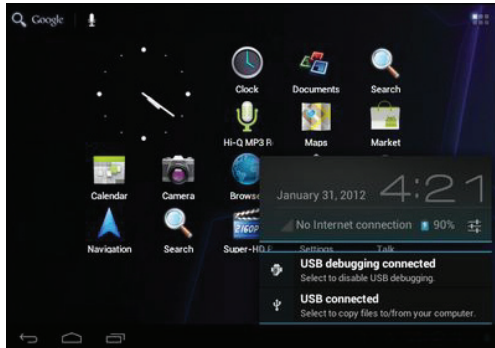 Google
Clock
Documents
Search
Hi-Q MP3 R
Maps
Market
Calendar
Camera
Browse
January 31, 2012
4:21
No Internet connection
90%
Navigation
Search
2160P
Super-HD
Settings
Talk
USB debugging connected
Select to disable USB debugging.
USB connected
Select to copy files to/from your computer.